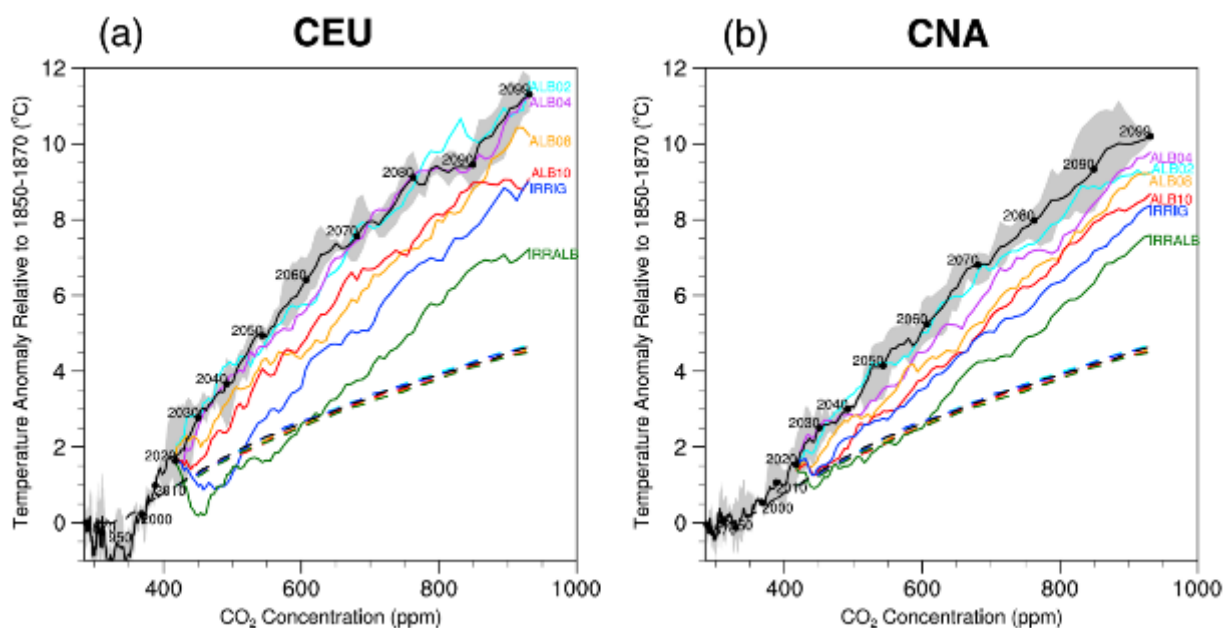 (a) CEU
Temperature Anomaly Relative to 1850-1870 (°C)
12
10
8
6
4
2
0
2099
2090
2080
2070
2060
2050
2040
2030
2020
2010
2000
ALB02
ALB04
ALB08
ALB10
IRRIG
IRRALB
400 600 800 1000
CO₂ Concentration (ppm)
(b) CNA
Temperature Anomaly Relative to 1850-1870 (°C)
12
10
8
6
4
2
0
2099
2090
2080
2070
2060
2050
2040
2030
2020
2010
2000
ALB04
ALB02
ALB08
ALB10
IRRIG
IRRALB
400 600 800 1000
CO₂ Concentration (ppm)